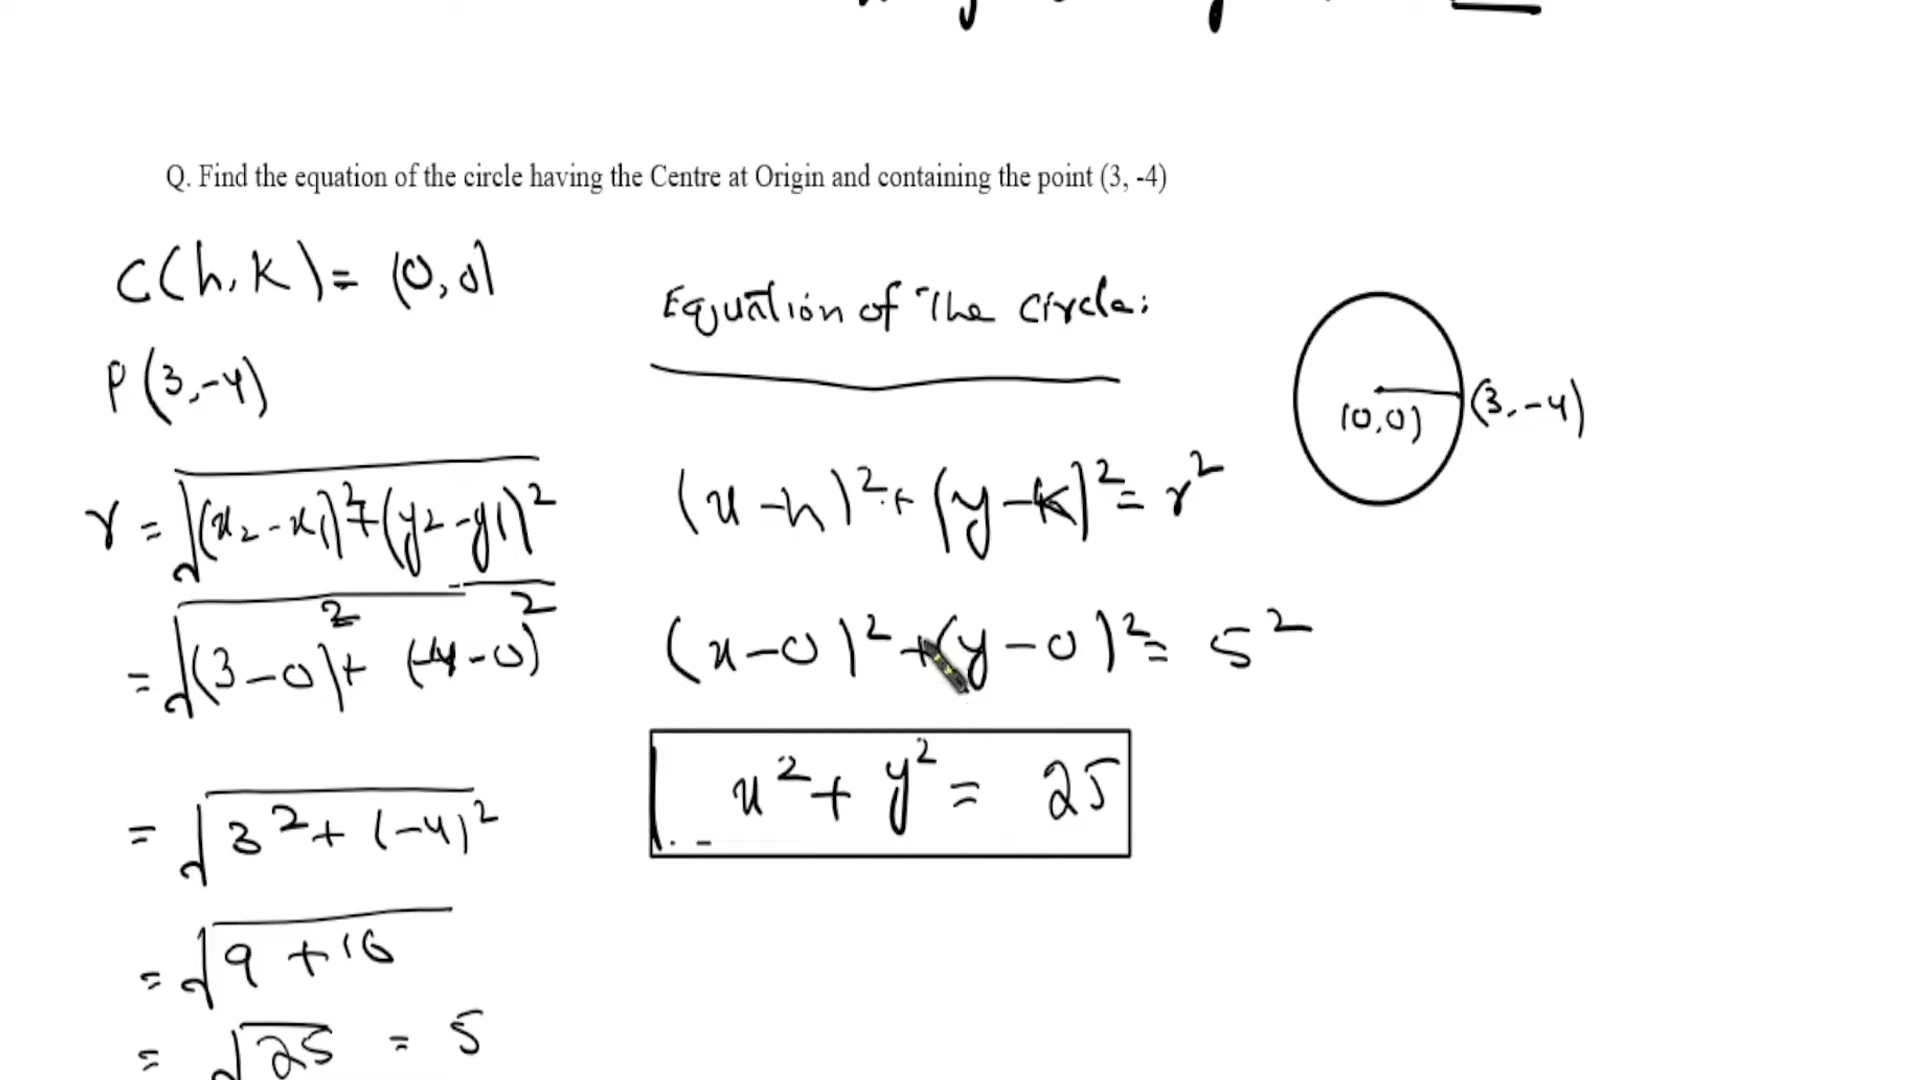 Q. Find the equation of the circle having the Centre at Origin and containing the point (3, -4)
C(h, k) = (0, 0)
P(3, -4)
r = √((x₂ - x₁)² + (y₂ - y₁)²)
= √((3 - 0)² + (-4 - 0)²)
= √(3² + (-4)²)
= √(9 + 16)
= √25 = 5
Equation of The Circle:
(x - h)² + (y - k)² = r²
(x - 0)² + (y - 0)² = 5²
x² + y² = 25
(0, 0)
(3, -4)